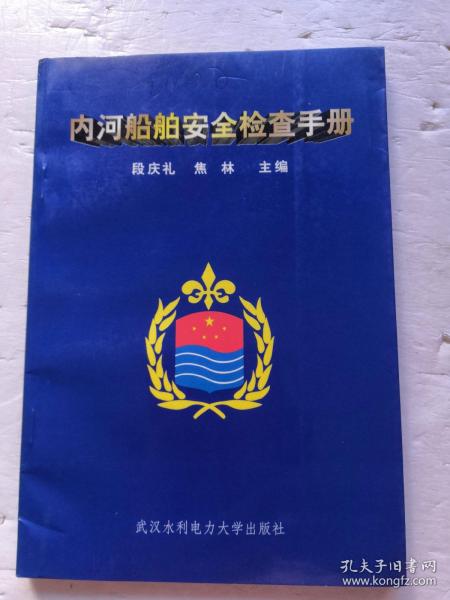 内河船舶安全检查手册
段庆礼 焦林 主编
武汉水利电力大学出版社
孔夫子旧书网
www.kongfz.com